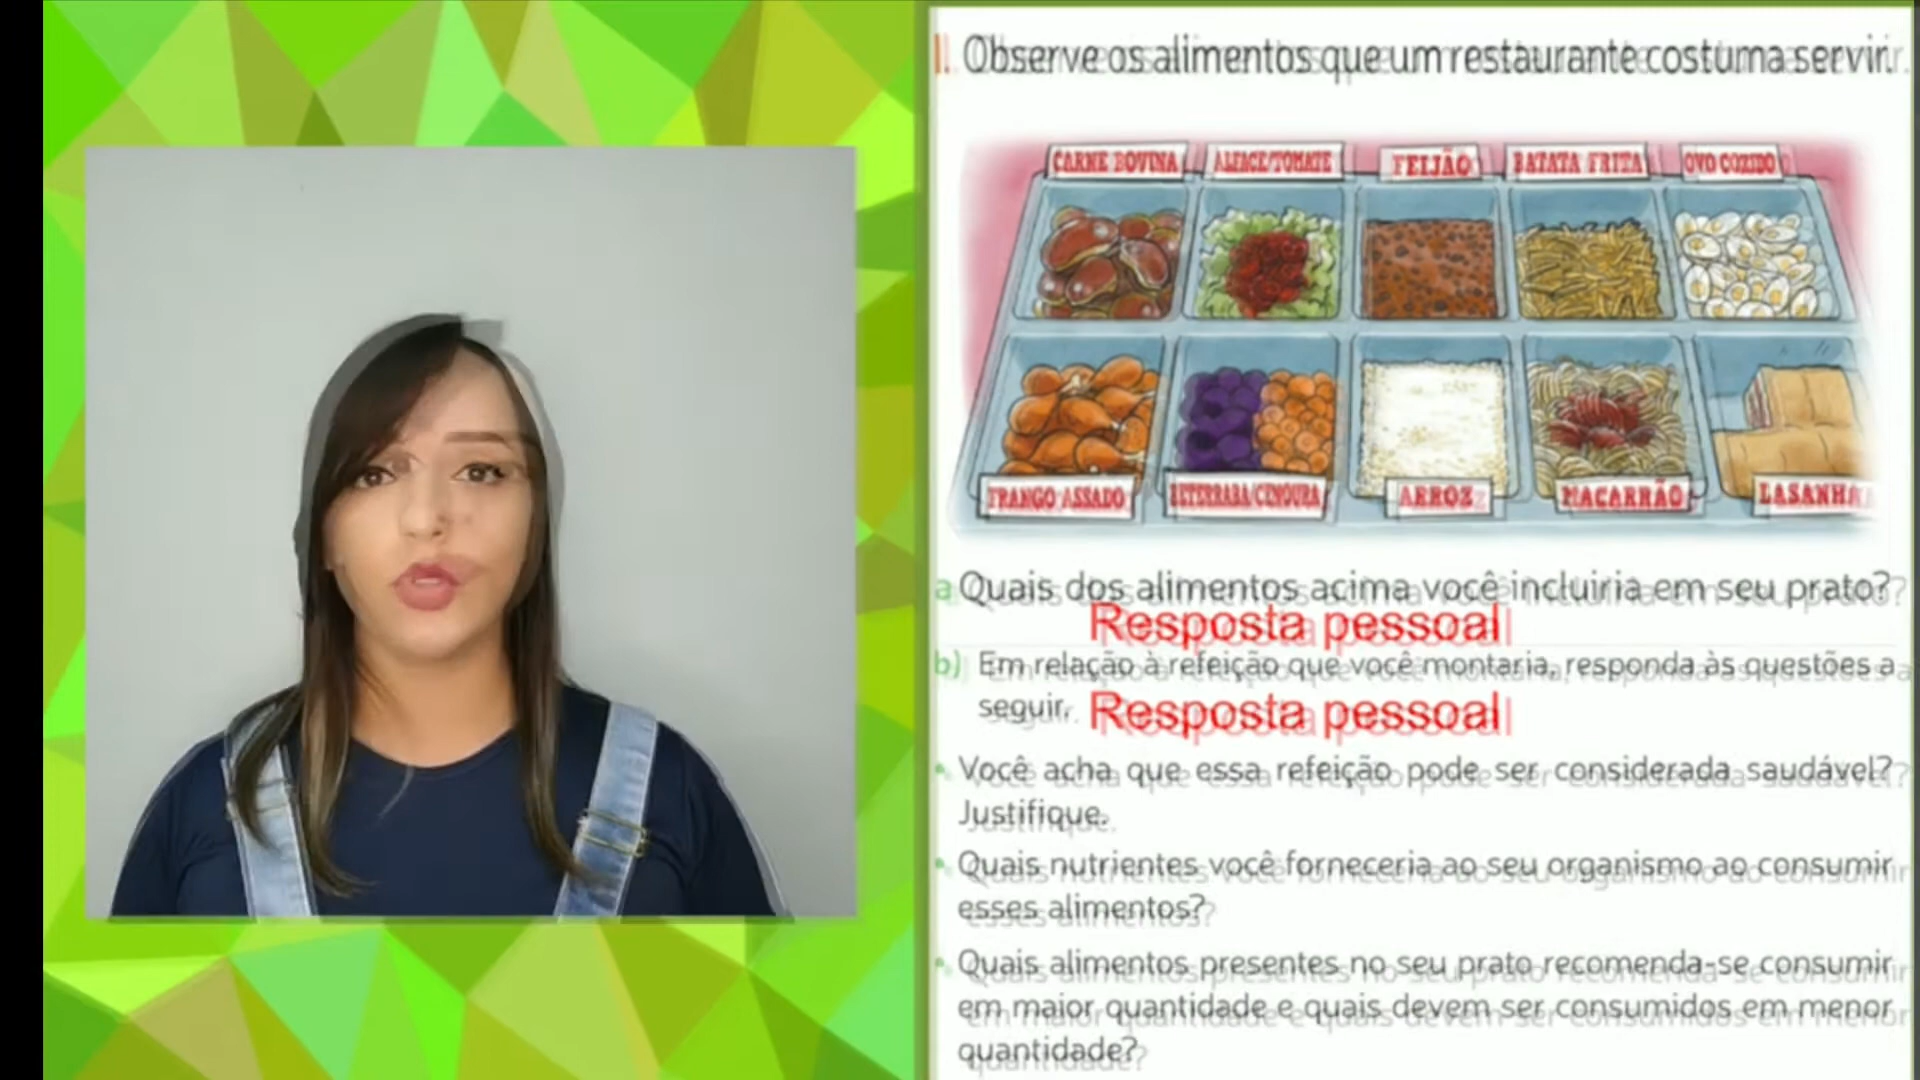 1. Observe os alimentos que um restaurante costuma servir.
CARNE BOVINA
ALFACE/TOMATE
FEIJÃO
BATATA FRITA
OVO COZIDO
FRANGO ASSADO
BETERRABA/CENOURA
ARROZ
MACARRÃO
LASANHA
a Quais dos alimentos acima você incluiria em seu prato?
Resposta pessoal
b) Em relação à refeição que você montaria, responda às questões a
seguir. Resposta pessoal
• Você acha que essa refeição pode ser considerada saudável?
Justifique.
• Quais nutrientes você forneceria ao seu organismo ao consumir
esses alimentos?
• Quais alimentos presentes no seu prato recomenda-se consumir
em maior quantidade e quais devem ser consumidos em menor
quantidade?